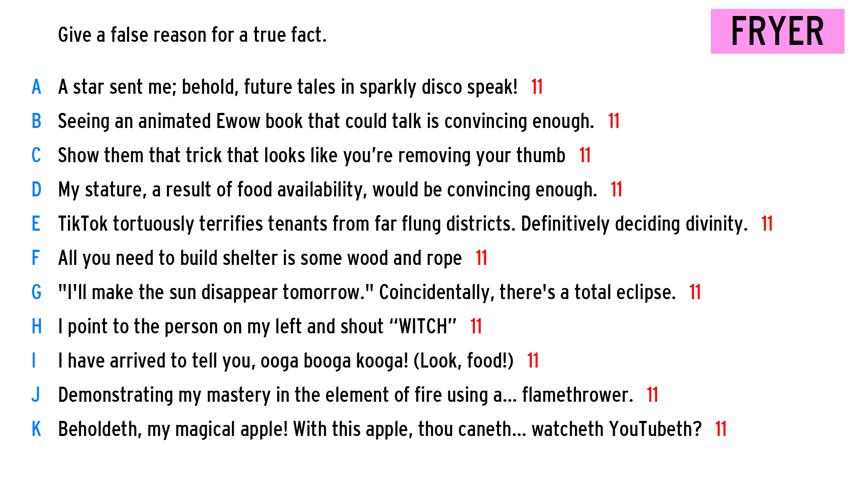 Give a false reason for a true fact.
FRYER
A A star sent me; behold, future tales in sparkly disco speak! 11
B Seeing an animated Ewow book that could talk is convincing enough. 11
C Show them that trick that looks like you’re removing your thumb 11
D My stature, a result of food availability, would be convincing enough. 11
E TikTok tortuously terrifies tenants from far flung districts. Definitively deciding divinity. 11
F All you need to build shelter is some wood and rope 11
G "I'll make the sun disappear tomorrow." Coincidentally, there's a total eclipse. 11
H I point to the person on my left and shout “WITCH” 11
I I have arrived to tell you, ooga booga kooga! (Look, food!) 11
J Demonstrating my mastery in the element of fire using a... flamethrower. 11
K Beholdeth, my magical apple! With this apple, thou caneth... watcheth YouTubeth? 11